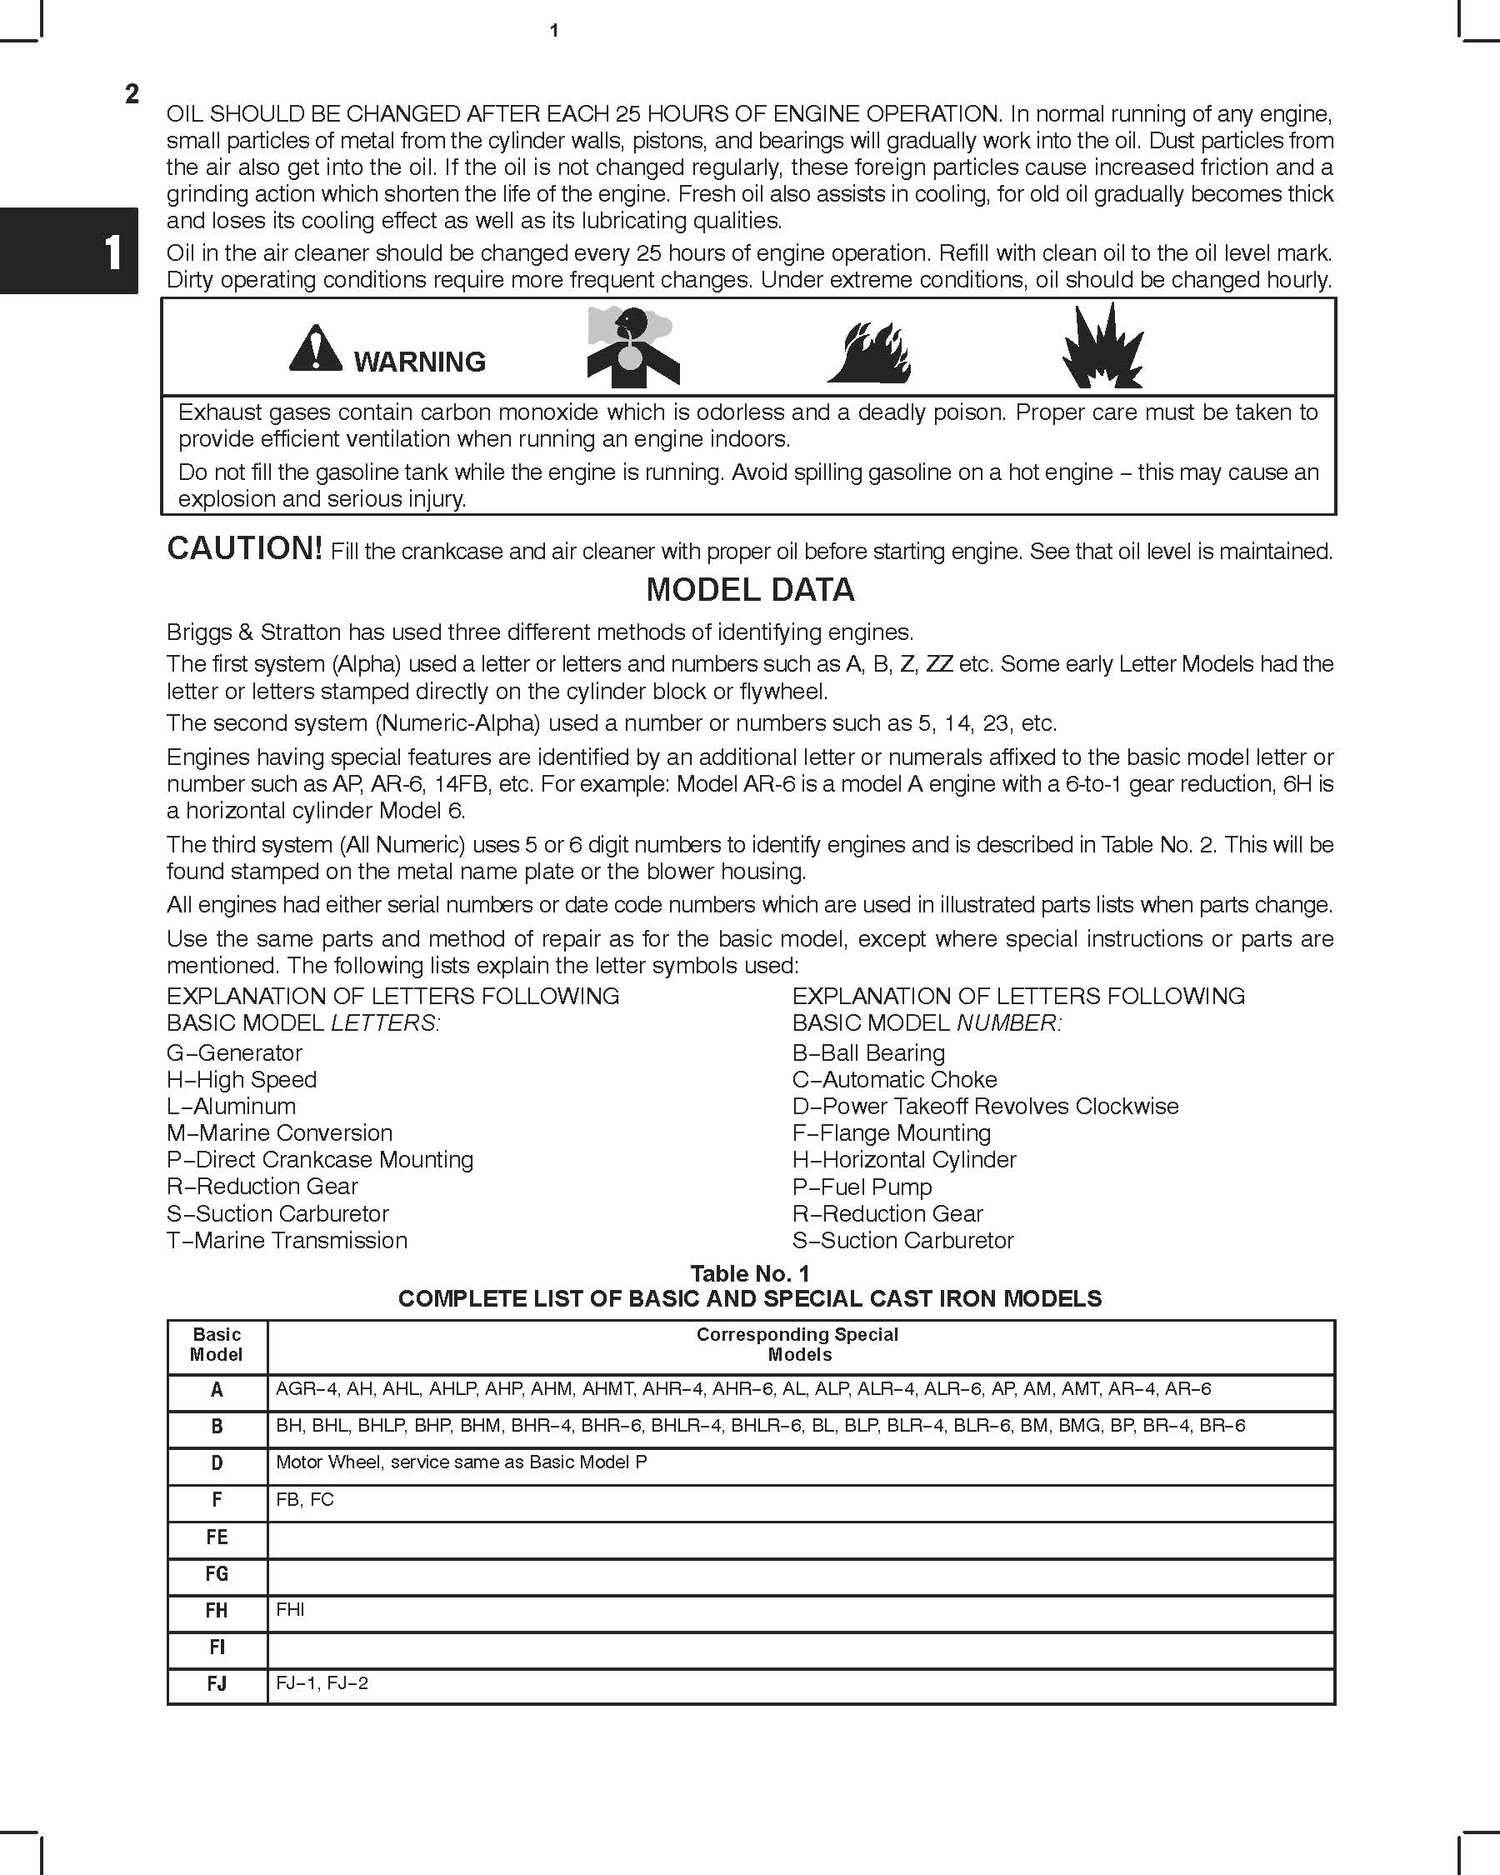 1
2
OIL SHOULD BE CHANGED AFTER EACH 25 HOURS OF ENGINE OPERATION. In normal running of any engine,
small particles of metal from the cylinder walls, pistons, and bearings will gradually work into the oil. Dust particles from
the air also get into the oil. If the oil is not changed regularly, these foreign particles cause increased friction and a
grinding action which shorten the life of the engine. Fresh oil also assists in cooling, for old oil gradually becomes thick
and loses its cooling effect as well as its lubricating qualities.
1
Oil in the air cleaner should be changed every 25 hours of engine operation. Refill with clean oil to the oil level mark.
Dirty operating conditions require more frequent changes. Under extreme conditions, oil should be changed hourly.
WARNING
Exhaust gases contain carbon monoxide which is odorless and a deadly poison. Proper care must be taken to
provide efficient ventilation when running an engine indoors.
Do not fill the gasoline tank while the engine is running. Avoid spilling gasoline on a hot engine – this may cause an
explosion and serious injury.
CAUTION! Fill the crankcase and air cleaner with proper oil before starting engine. See that oil level is maintained.
MODEL DATA
Briggs & Stratton has used three different methods of identifying engines.
The first system (Alpha) used a letter or letters and numbers such as A, B, Z, ZZ etc. Some early Letter Models had the
letter or letters stamped directly on the cylinder block or flywheel.
The second system (Numeric-Alpha) used a number or numbers such as 5, 14, 23, etc.
Engines having special features are identified by an additional letter or numerals affixed to the basic model letter or
number such as AP, AR-6, 14FB, etc. For example: Model AR-6 is a model A engine with a 6-to-1 gear reduction, 6H is
a horizontal cylinder Model 6.
The third system (All Numeric) uses 5 or 6 digit numbers to identify engines and is described in Table No. 2. This will be
found stamped on the metal name plate or the blower housing.
All engines had either serial numbers or date code numbers which are used in illustrated parts lists when parts change.
Use the same parts and method of repair as for the basic model, except where special instructions or parts are
mentioned. The following lists explain the letter symbols used:
EXPLANATION OF LETTERS FOLLOWING
BASIC MODEL LETTERS:
G–Generator
H–High Speed
L–Aluminum
M–Marine Conversion
P–Direct Crankcase Mounting
R–Reduction Gear
S–Suction Carburetor
T–Marine Transmission
EXPLANATION OF LETTERS FOLLOWING
BASIC MODEL NUMBER:
B–Ball Bearing
C–Automatic Choke
D–Power Takeoff Revolves Clockwise
F–Flange Mounting
H–Horizontal Cylinder
P–Fuel Pump
R–Reduction Gear
S–Suction Carburetor
Table No. 1
COMPLETE LIST OF BASIC AND SPECIAL CAST IRON MODELS
Basic
Model
Corresponding Special
Models
A AGR–4, AH, AHL, AHLP, AHP, AHM, AHMT, AHR–4, AHR–6, AL, ALP, ALR–4, ALR–6, AP, AM, AMT, AR–4, AR–6
B BH, BHL, BHLP, BHP, BHM, BHR–4, BHR–6, BHLR–4, BHLR–6, BL, BLP, BLR–4, BLR–6, BM, BMG, BP, BR–4, BR–6
D Motor Wheel, service same as Basic Model P
F FB, FC
FE
FG
FH FHI
FI
FJ FJ–1, FJ–2